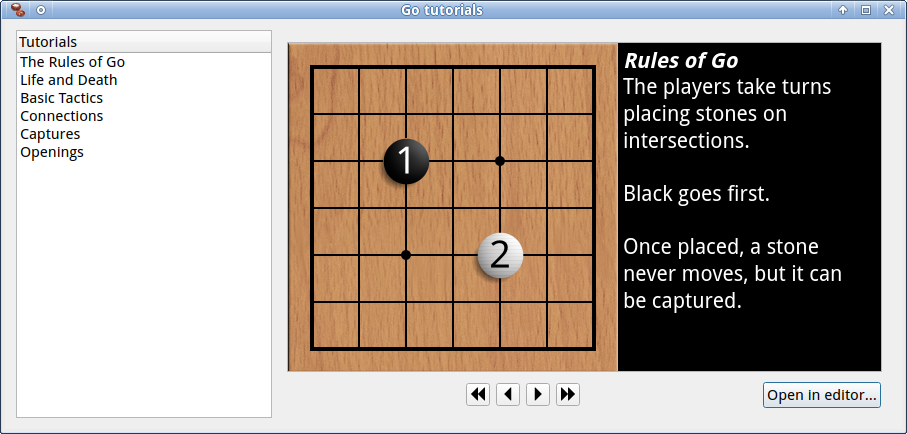 Go tutorials
Tutorials
The Rules of Go
Life and Death
Basic Tactics
Connections
Captures
Openings
1
2
Rules of Go
The players take turns
placing stones on
intersections.
Black goes first.
Once placed, a stone
never moves, but it can
be captured.
Open in editor...